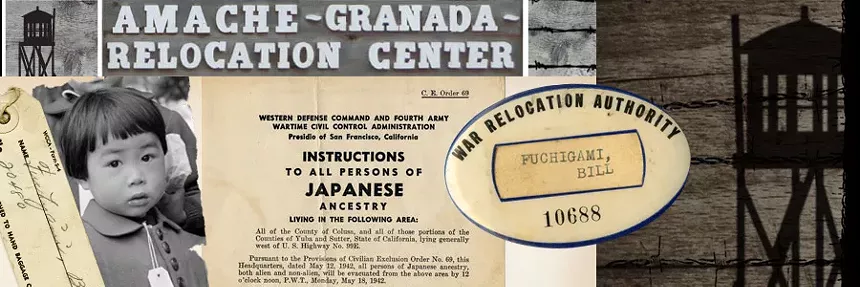 AMACHE ~ GRANADA ~
RELOCATION CENTER
C. E. Order 69
WESTERN DEFENSE COMMAND AND FOURTH ARMY
WARTIME CIVIL CONTROL ADMINISTRATION
Presidio of San Francisco, California
INSTRUCTIONS
TO ALL PERSONS OF
JAPANESE
ANCESTRY
LIVING IN THE FOLLOWING AREA:
All of the County of Colusa, and all of those portions of the
Counties of Yuba and Sutter, State of California, lying generally
west of U. S. Highway No. 99E.
Pursuant to the Provisions of Civilian Exclusion Order No. 69, this
Headquarters, dated May 12, 1942, all persons of Japanese ancestry,
both alien and non-alien, will be evacuated from the above area by 12
o'clock noon, P.W.T., Monday, May 18, 1942.
WAR RELOCATION AUTHORITY
FUCHIGAMI,
BILL
10688
No.
NAME
HAND BAGGAGE